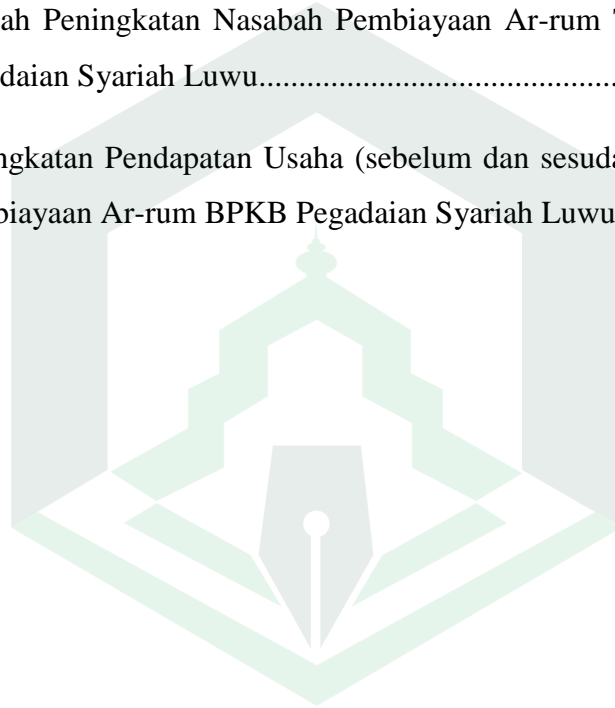 ah Peningkatan Nasabah Pembiayaan Ar-rum T
daian Syariah Luwu.......................................
ngkatan Pendapatan Usaha (sebelum dan sesuda
biayaan Ar-rum BPKB Pegadaian Syariah Luwu